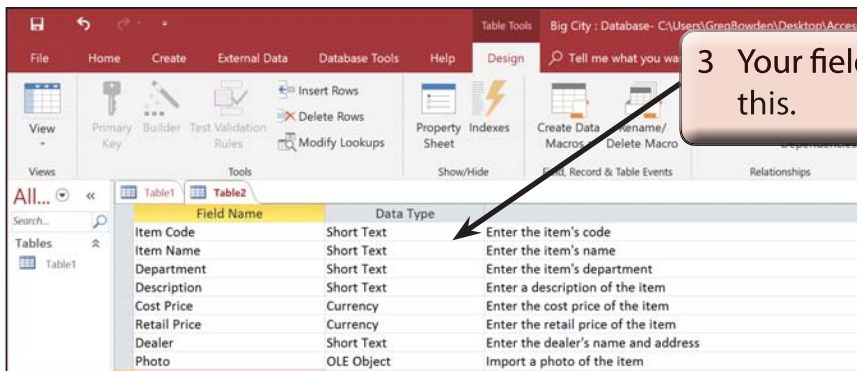 Table Tools Big City : Database- C:\Users\GregBowden\Desktop\Acces
File Home Create External Data Database Tools Help Design Tell me what you wa
3 Your fiel
this.
View
Primary Key
Builder
Test Validation Rules
Insert Rows
Delete Rows
Modify Lookups
Property Sheet
Indexes
Create Data Macros
Rename/ Delete Macro
Dependencies
Views Tools Show/Hide Field, Record & Table Events Relationships
All...
Search...
Tables
Table1
Table1 Table2
Field Name Data Type
Item Code Short Text Enter the item's code
Item Name Short Text Enter the item's name
Department Short Text Enter the item's department
Description Short Text Enter a description of the item
Cost Price Currency Enter the cost price of the item
Retail Price Currency Enter the retail price of the item
Dealer Short Text Enter the dealer's name and address
Photo OLE Object Import a photo of the item